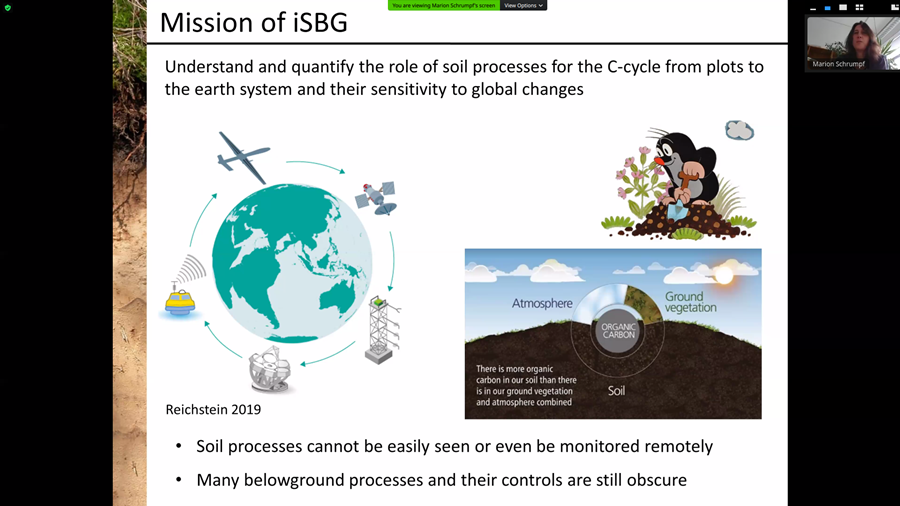 You are viewing Marion Schrumpf's screen
View Options
Mission of iSBG
Marion Schrumpf
Understand and quantify the role of soil processes for the C-cycle from plots to
the earth system and their sensitivity to global changes
Atmosphere
Ground
vegetation
ORGANIC
CARBON
There is more organic
carbon in our soil than there
is in our ground vegetation
and atmosphere combined
Soil
Reichstein 2019
• Soil processes cannot be easily seen or even be monitored remotely
• Many belowground processes and their controls are still obscure